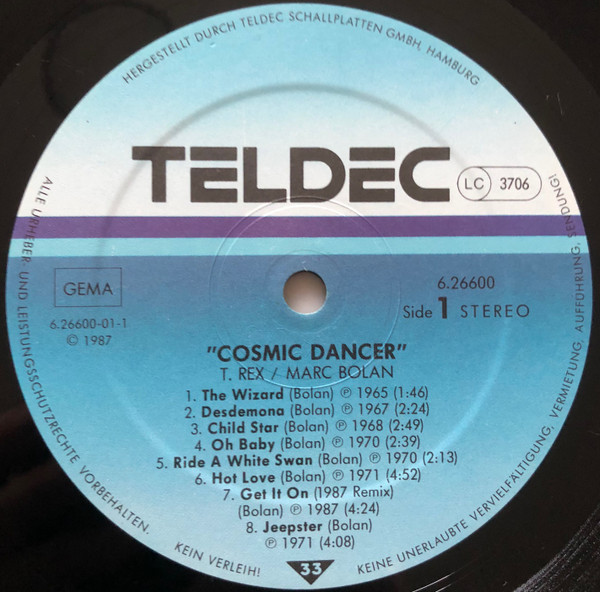 HERGESTELLT DURCH TELDEC SCHALLPLATTEN GMBH, HAMBURG
TELDEC
LC 3706
GEMA
6.26600-01-1
℗ 1987
6.26600
Side 1 STEREO
"COSMIC DANCER"
T. REX / MARC BOLAN
1. The Wizard (Bolan) ℗ 1965 (1:46)
2. Desdemona (Bolan) ℗ 1967 (2:24)
3. Child Star (Bolan) ℗ 1968 (2:49)
4. Oh Baby (Bolan) ℗ 1970 (2:39)
5. Ride A White Swan (Bolan) ℗ 1970 (2:13)
6. Hot Love (Bolan) ℗ 1971 (4:52)
7. Get It On (1987 Remix)
(Bolan) ℗ 1987 (4:24)
8. Jeepster (Bolan)
℗ 1971 (4:08)
33
ALLE URHEBER- UND LEISTUNGSSCHUTZRECHTE VORBEHALTEN.
KEIN VERLEIH!
KEINE UNERLAUBTE VERVIELFÄLTIGUNG, VERMIETUNG, AUFFÜHRUNG, SENDUNG!